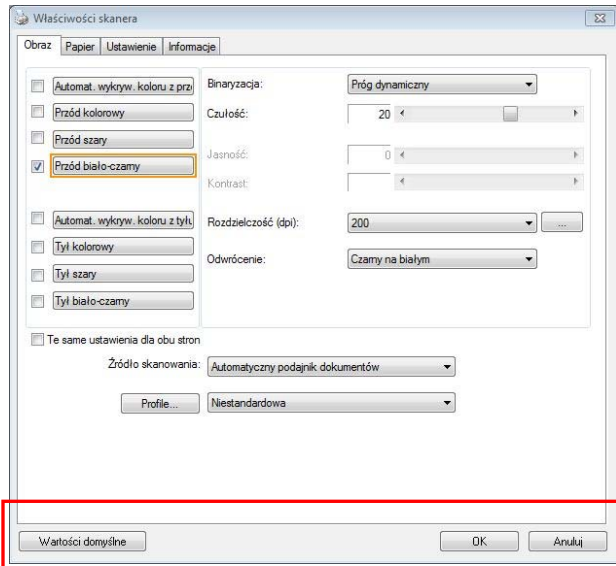 Właściwości skanera
Obraz Papier Ustawienie Informacje
Automat. wykryw. koloru z prz
Przód kolorowy
Przód szary
Przód biało-czarny
Automat. wykryw. koloru z tyłu
Tył kolorowy
Tył szary
Tył biało-czarny
Binaryzacja: Próg dynamiczny
Czułość: 20
Jasność: 0
Kontrast:
Rozdzielczość (dpi): 200 ...
Odwrócenie: Czarny na białym
Te same ustawienia dla obu stron
Źródło skanowania: Automatyczny podajnik dokumentów
Profile... Niestandardowa
Wartości domyślne OK Anuluj